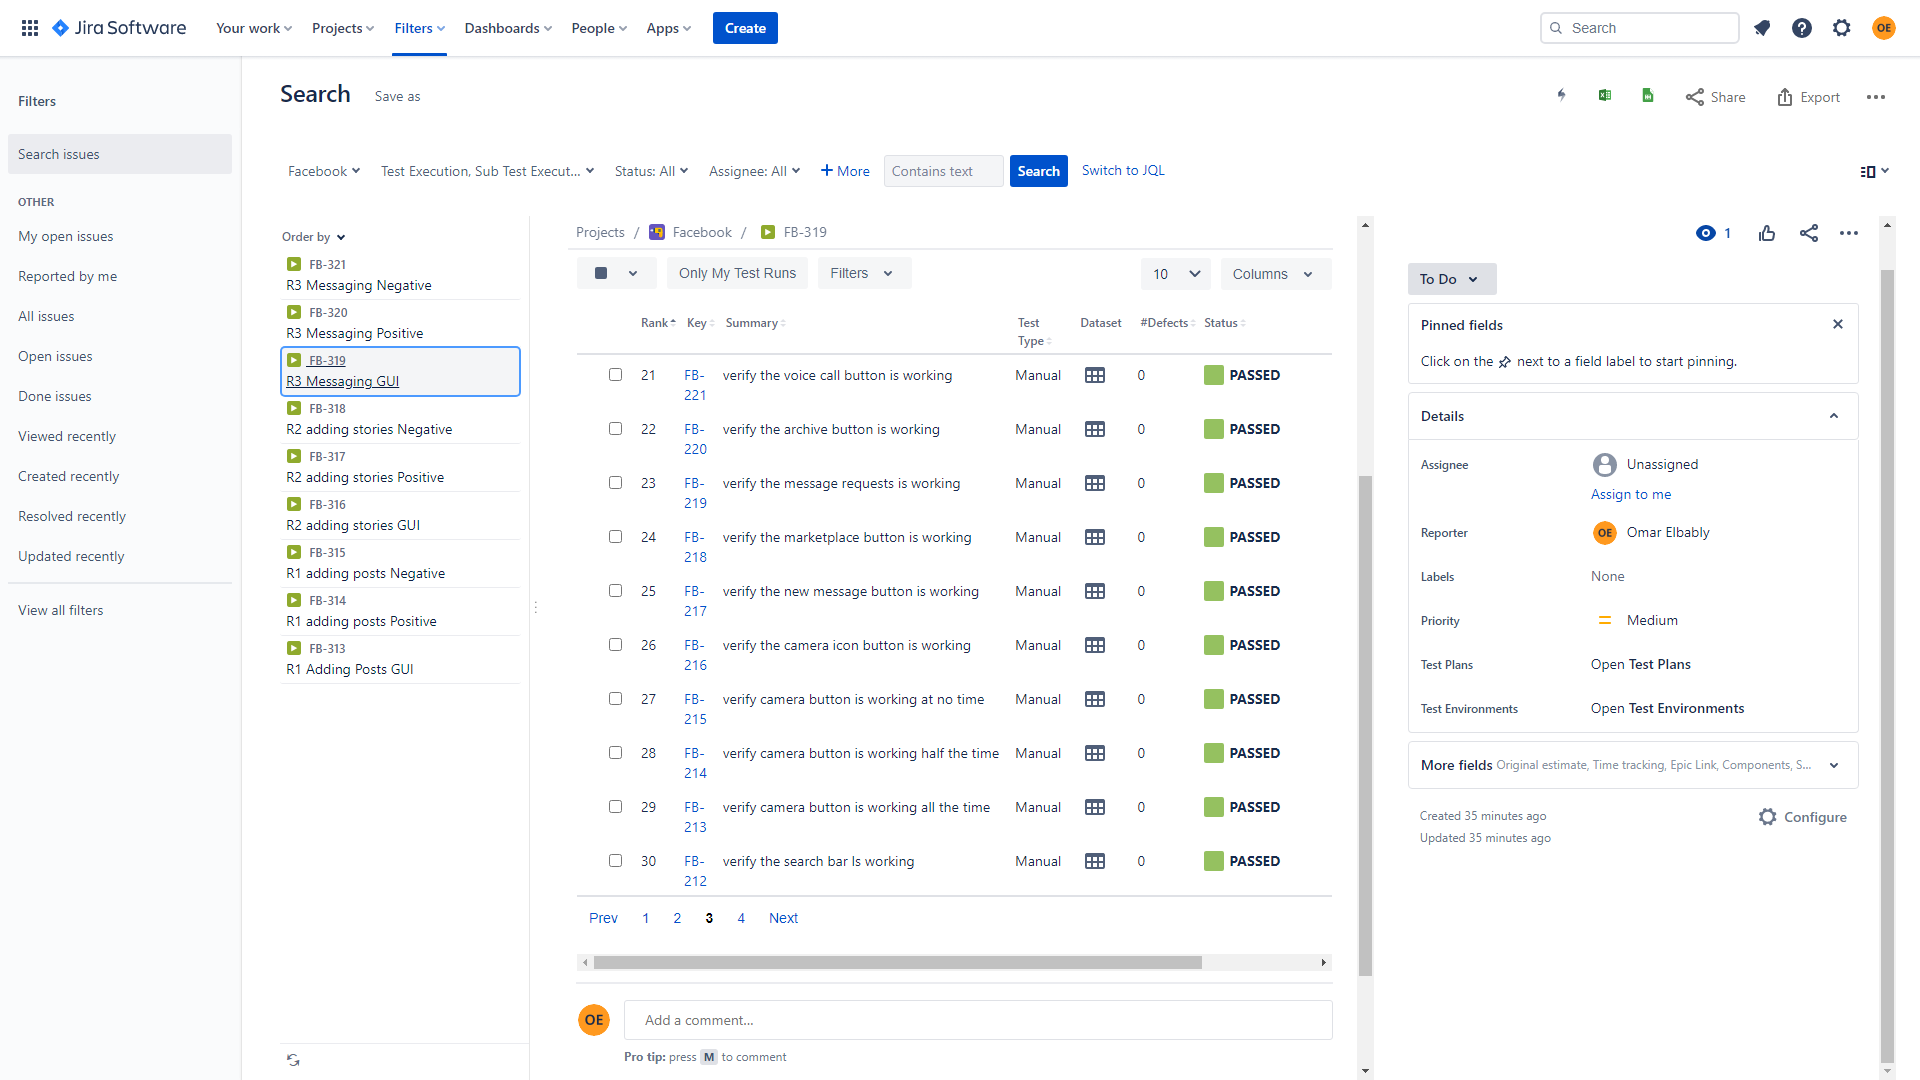 Jira Software
Your work
Projects
Filters
Dashboards
People
Apps
Create
Search
OE
Filters
Search issues
OTHER
My open issues
Reported by me
All issues
Open issues
Done issues
Viewed recently
Created recently
Resolved recently
Updated recently
View all filters
Search
Save as
Share
Export
Facebook
Test Execution, Sub Test Execut...
Status: All
Assignee: All
More
Contains text
Search
Switch to JQL
Order by
FB-321
R3 Messaging Negative
FB-320
R3 Messaging Positive
FB-319
R3 Messaging GUI
FB-318
R2 adding stories Negative
FB-317
R2 adding stories Positive
FB-316
R2 adding stories GUI
FB-315
R1 adding posts Negative
FB-314
R1 adding posts Positive
FB-313
R1 Adding Posts GUI
Projects / Facebook / FB-319
Only My Test Runs
Filters
10
Columns
Rank Key Summary Test Type Dataset #Defects Status
21 FB-221 verify the voice call button is working Manual 0 PASSED
22 FB-220 verify the archive button is working Manual 0 PASSED
23 FB-219 verify the message requests is working Manual 0 PASSED
24 FB-218 verify the marketplace button is working Manual 0 PASSED
25 FB-217 verify the new message button is working Manual 0 PASSED
26 FB-216 verify the camera icon button is working Manual 0 PASSED
27 FB-215 verify camera button is working at no time Manual 0 PASSED
28 FB-214 verify camera button is working half the time Manual 0 PASSED
29 FB-213 verify camera button is working all the time Manual 0 PASSED
30 FB-212 verify the search bar Is working Manual 0 PASSED
Prev 1 2 3 4 Next
OE
Add a comment...
Pro tip: press M to comment
1
To Do
Pinned fields
Click on the next to a field label to start pinning.
Details
Assignee
Unassigned
Assign to me
Reporter
OE Omar Elbably
Labels
None
Priority
Medium
Test Plans
Open Test Plans
Test Environments
Open Test Environments
More fields Original estimate, Time tracking, Epic Link, Components, S...
Created 35 minutes ago
Updated 35 minutes ago
Configure